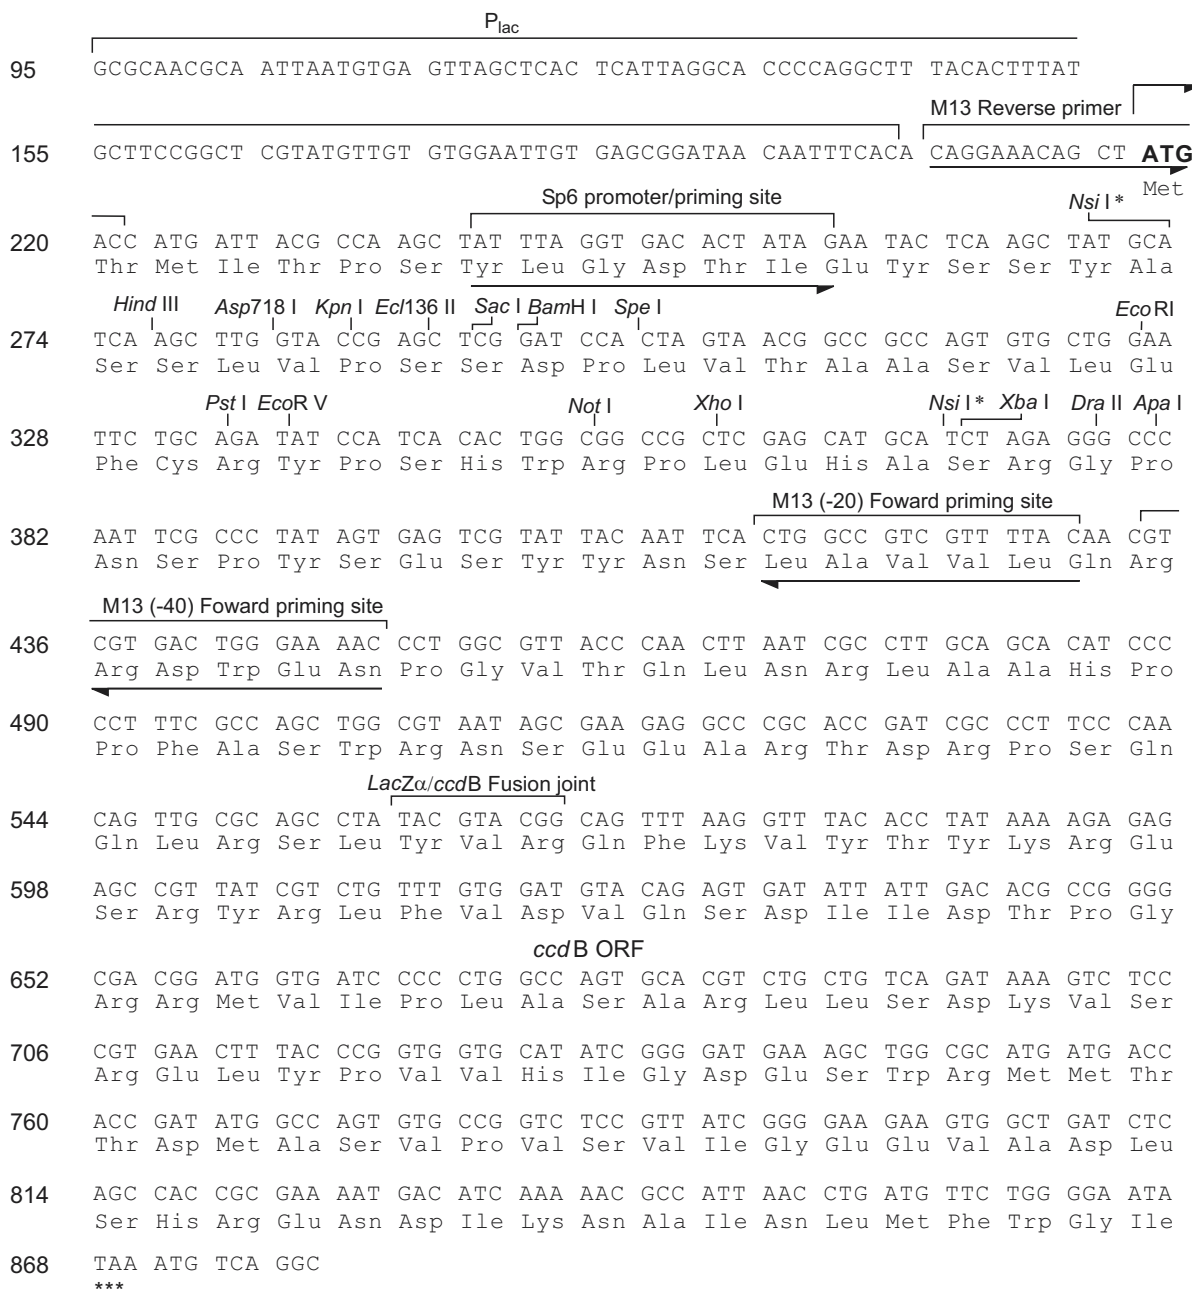 Plac
95 GCGCAACGCA ATTAATGTGA GTTAGCTCAC TCATTAGGCA CCCCAGGCTT TACACTTTAT
M13 Reverse primer
155 GCTTCCGGCT CGTATGTTGT GTGGAATTGT GAGCGGATAA CAATTTCACA CAGGAAACAG CT ATG
Met
Sp6 promoter/priming site Nsi I *
220 ACC ATG ATT ACG CCA AGC TAT TTA GGT GAC ACT ATA GAA TAC TCA AGC TAT GCA
Thr Met Ile Thr Pro Ser Tyr Leu Gly Asp Thr Ile Glu Tyr Ser Ser Tyr Ala
Hind III Asp718 I Kpn I Ecl136 II Sac I BamH I Spe I EcoRI
274 TCA AGC TTG GTA CCG AGC TCG GAT CCA CTA GTA ACG GCC GCC AGT GTG CTG GAA
Ser Ser Leu Val Pro Ser Ser Asp Pro Leu Val Thr Ala Ala Ser Val Leu Glu
Pst I EcoR V Not I Xho I Nsi I * Xba I Dra II Apa I
328 TTC TGC AGA TAT CCA TCA CAC TGG CGG CCG CTC GAG CAT GCA TCT AGA GGG CCC
Phe Cys Arg Tyr Pro Ser His Trp Arg Pro Leu Glu His Ala Ser Arg Gly Pro
M13 (-20) Foward priming site
382 AAT TCG CCC TAT AGT GAG TCG TAT TAC AAT TCA CTG GCC GTC GTT TTA CAA CGT
Asn Ser Pro Tyr Ser Glu Ser Tyr Tyr Asn Ser Leu Ala Val Val Leu Gln Arg
M13 (-40) Foward priming site
436 CGT GAC TGG GAA AAC CCT GGC GTT ACC CAA CTT AAT CGC CTT GCA GCA CAT CCC
Arg Asp Trp Glu Asn Pro Gly Val Thr Gln Leu Asn Arg Leu Ala Ala His Pro
490 CCT TTC GCC AGC TGG CGT AAT AGC GAA GAG GCC CGC ACC GAT CGC CCT TCC CAA
Pro Phe Ala Ser Trp Arg Asn Ser Glu Glu Ala Arg Thr Asp Arg Pro Ser Gln
LacZα/ccdB Fusion joint
544 CAG TTG CGC AGC CTA TAC GTA CGG CAG TTT AAG GTT TAC ACC TAT AAA AGA GAG
Gln Leu Arg Ser Leu Tyr Val Arg Gln Phe Lys Val Tyr Thr Tyr Lys Arg Glu
598 AGC CGT TAT CGT CTG TTT GTG GAT GTA CAG AGT GAT ATT ATT GAC ACG CCG GGG
Ser Arg Tyr Arg Leu Phe Val Asp Val Gln Ser Asp Ile Ile Asp Thr Pro Gly
ccdB ORF
652 CGA CGG ATG GTG ATC CCC CTG GCC AGT GCA CGT CTG CTG TCA GAT AAA GTC TCC
Arg Arg Met Val Ile Pro Leu Ala Ser Ala Arg Leu Leu Ser Asp Lys Val Ser
706 CGT GAA CTT TAC CCG GTG GTG CAT ATC GGG GAT GAA AGC TGG CGC ATG ATG ACC
Arg Glu Leu Tyr Pro Val Val His Ile Gly Asp Glu Ser Trp Arg Met Met Thr
760 ACC GAT ATG GCC AGT GTG CCG GTC TCC GTT ATC GGG GAA GAA GTG GCT GAT CTC
Thr Asp Met Ala Ser Val Pro Val Ser Val Ile Gly Glu Glu Val Ala Asp Leu
814 AGC CAC CGC GAA AAT GAC ATC AAA AAC GCC ATT AAC CTG ATG TTC TGG GGA ATA
Ser His Arg Glu Asn Asp Ile Lys Asn Ala Ile Asn Leu Met Phe Trp Gly Ile
868 TAA ATG TCA GGC
***